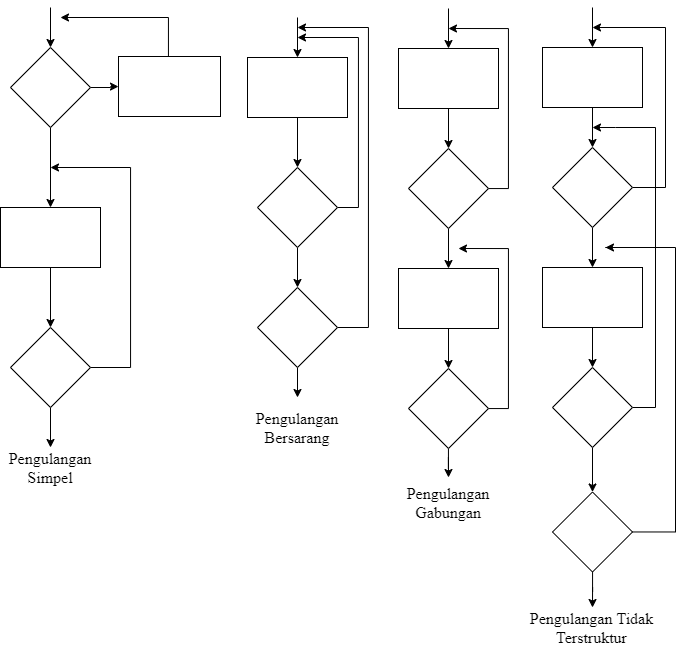 Pengulangan
Simpel
Pengulangan
Bersarang
Pengulangan
Gabungan
Pengulangan Tidak
Terstruktur